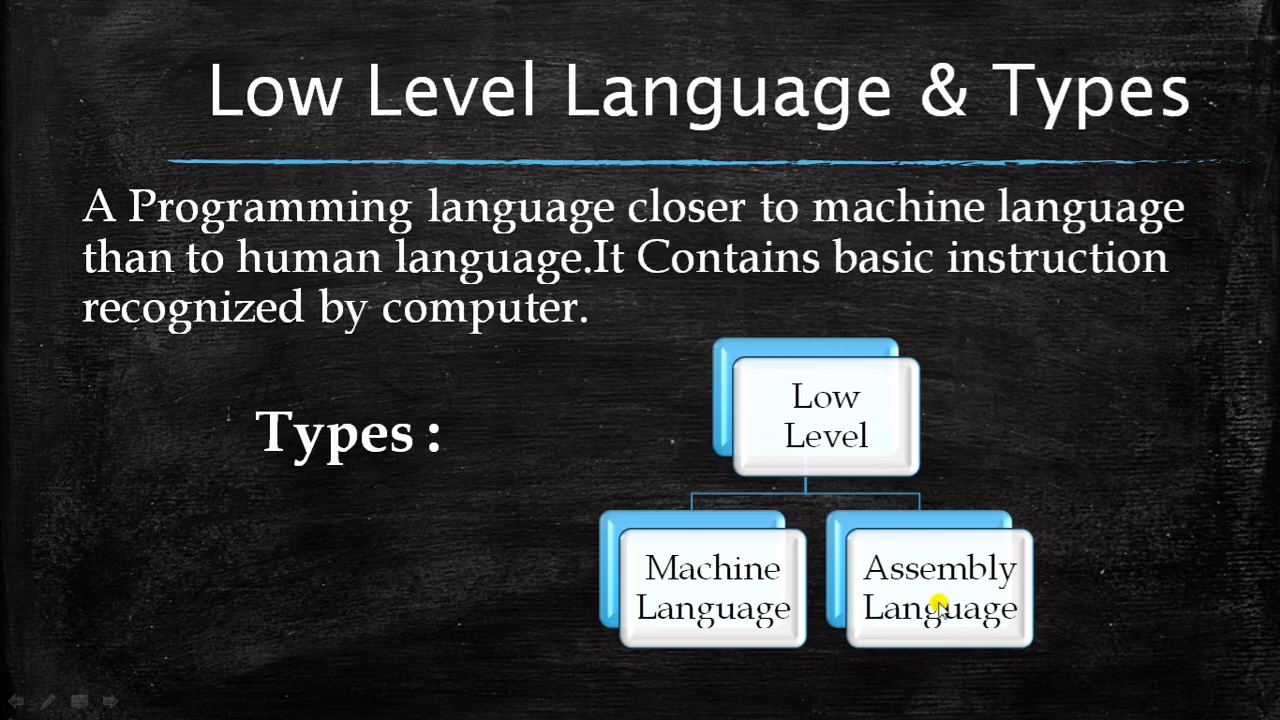 Low Level Language & Types
A Programming language closer to machine language
than to human language.It Contains basic instruction
recognized by computer.
Types :
Low
Level
Machine
Language
Assembly
Language